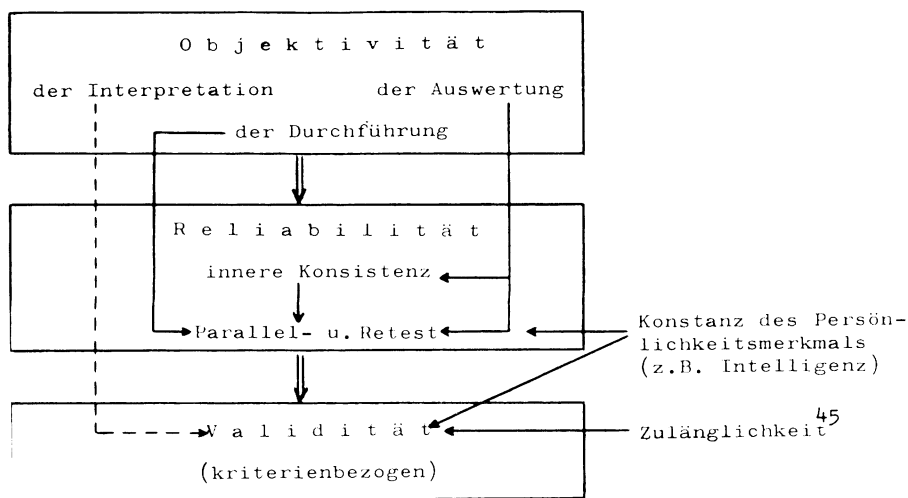 O b j e k t i v i t ä t
der Interpretation der Auswertung
der Durchführung
R e l i a b i l i t ä t
innere Konsistenz
Parallel- u. Retest
Konstanz des Persön-
lichkeitsmerkmals
(z.B. Intelligenz)
V a l i d i t ä t
Zulänglichkeit 45
(kriterienbezogen)